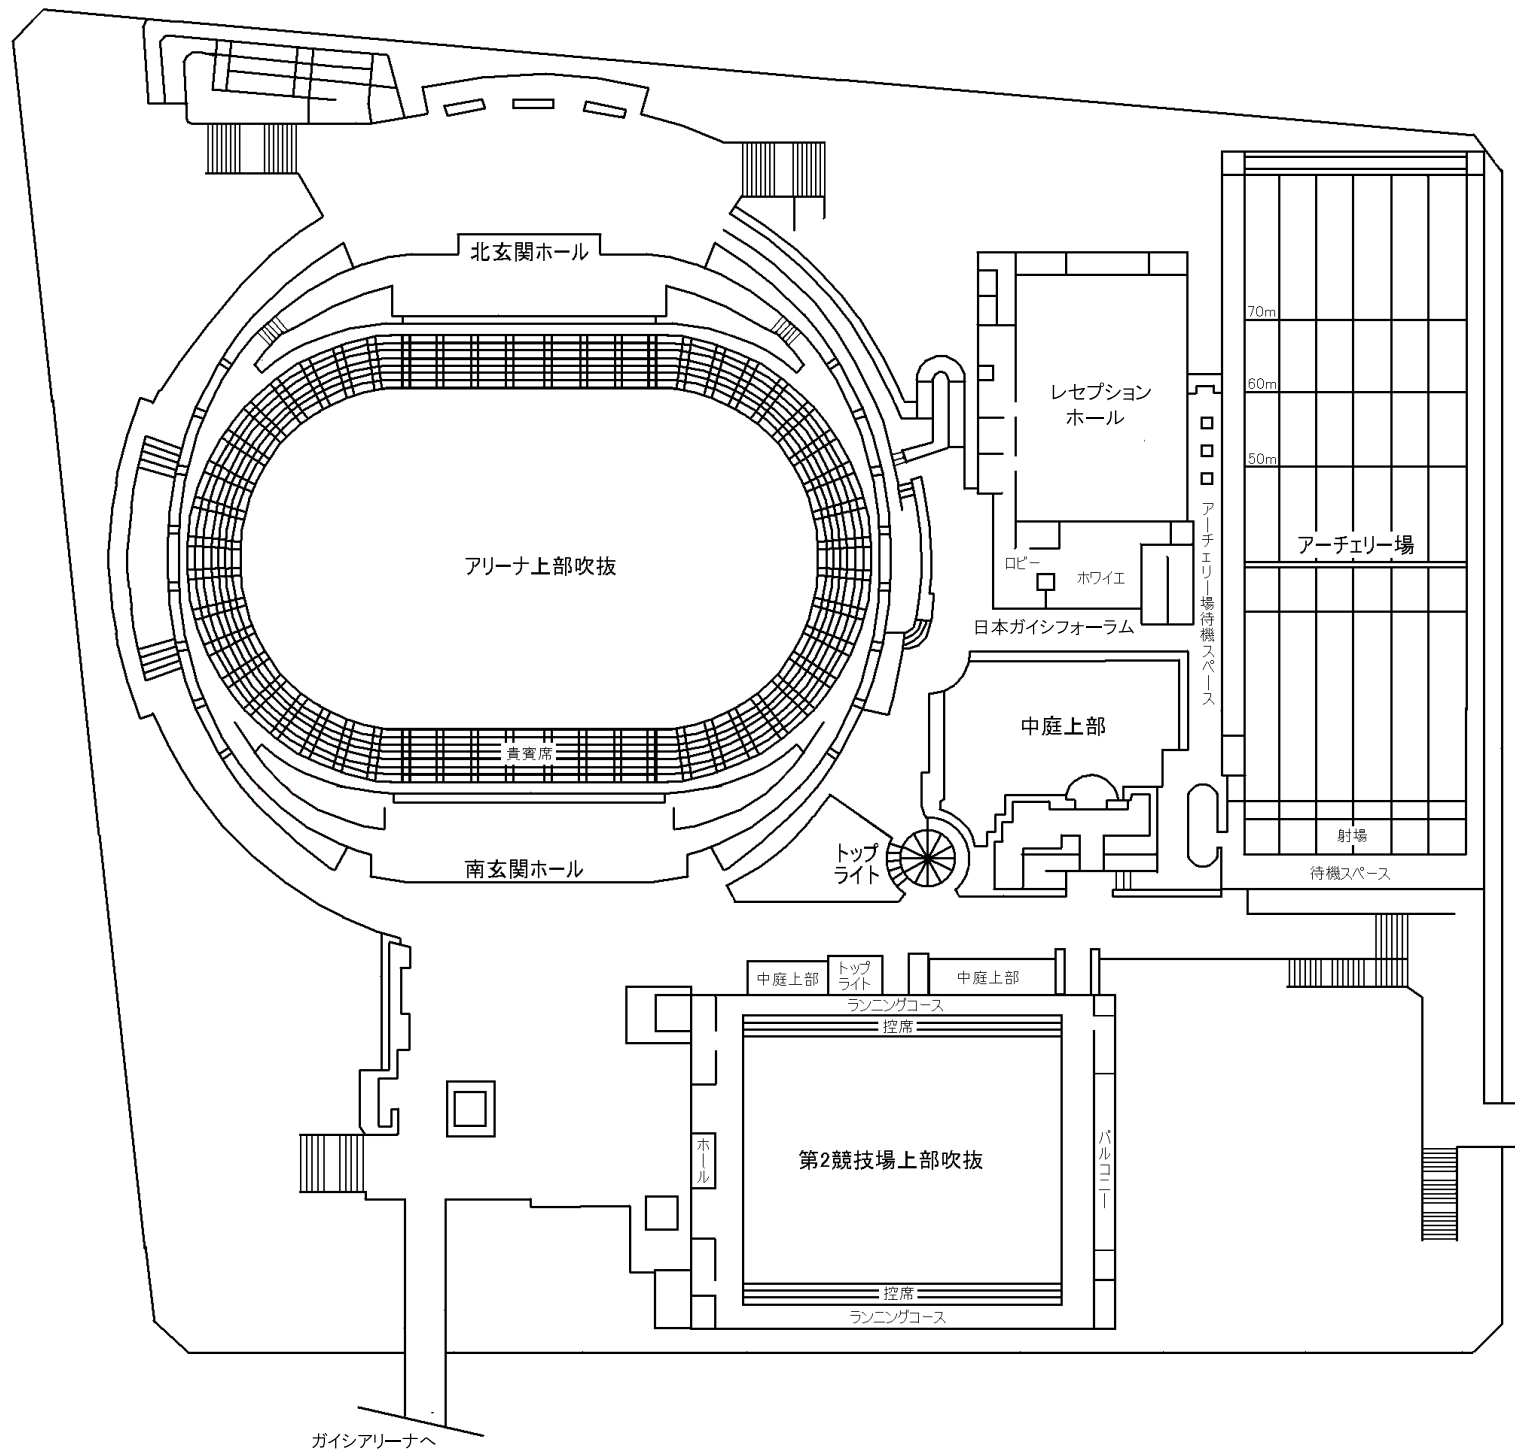 北玄関ホール
70m
60m
レセプション
ホール
50m
アーチェリー場
アリーナ上部吹抜
ロビー
ホワイエ
アーチェリー場待機スペース
日本ガイシフォーラム
中庭上部
貴賓席
射場
トップ
ライト
南玄関ホール
待機スペース
中庭上部
トップ
ライト
中庭上部
ランニングコース
控席
ホール
第2競技場上部吹抜
バルコニー
控席
ランニングコース
ガイシアリーナへ